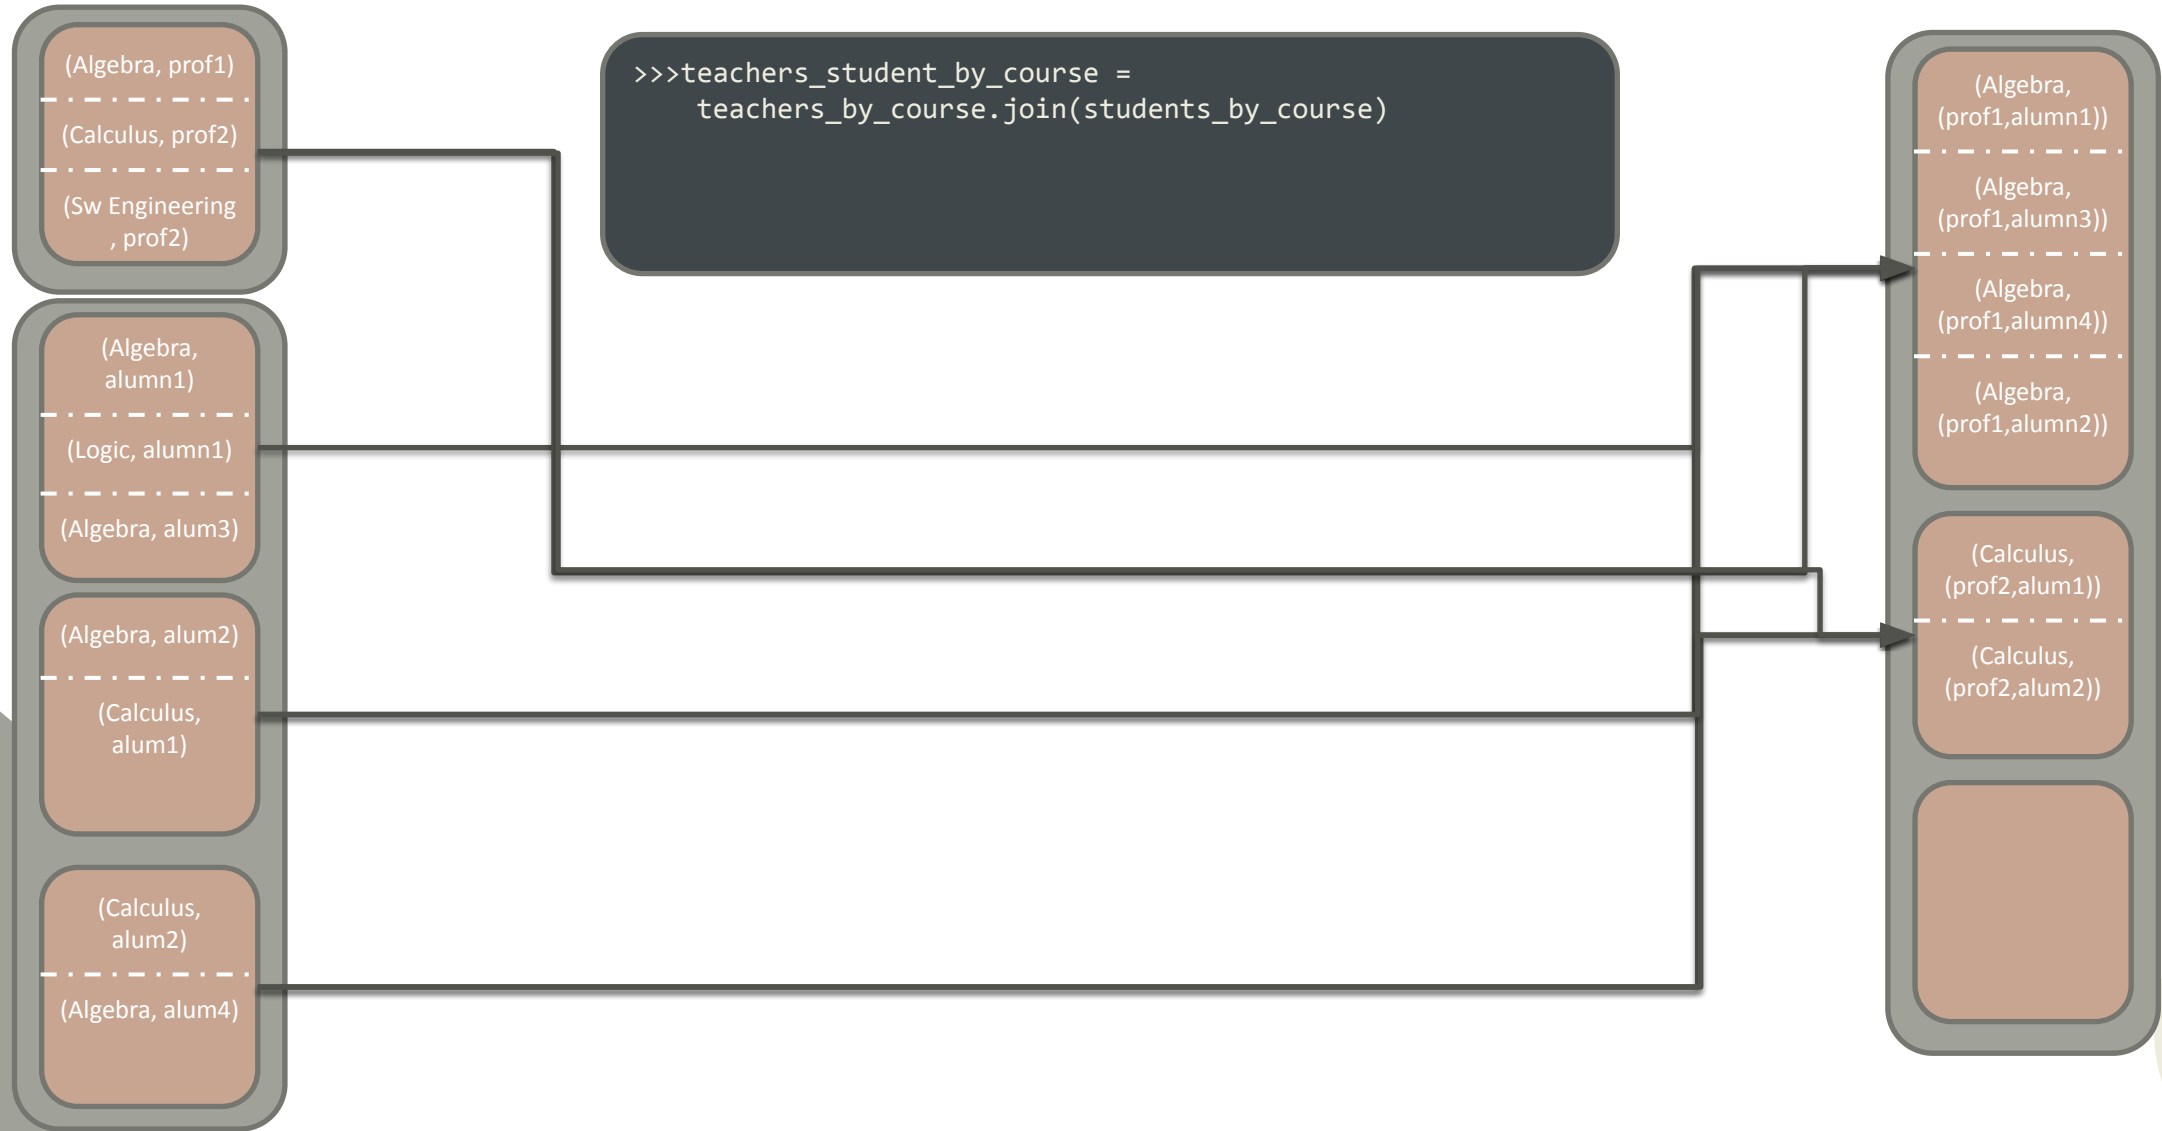 (Algebra, prof1)
(Calculus, prof2)
(Sw Engineering
, prof2)
(Algebra,
alumn1)
(Logic, alumn1)
(Algebra, alum3)
(Algebra, alum2)
(Calculus,
alum1)
(Calculus,
alum2)
(Algebra, alum4)
>>>teachers_student_by_course =
teachers_by_course.join(students_by_course)
(Algebra,
(prof1,alumn1))
(Algebra,
(prof1,alumn3))
(Algebra,
(prof1,alumn4))
(Algebra,
(prof1,alumn2))
(Calculus,
(prof2,alum1))
(Calculus,
(prof2,alum2))